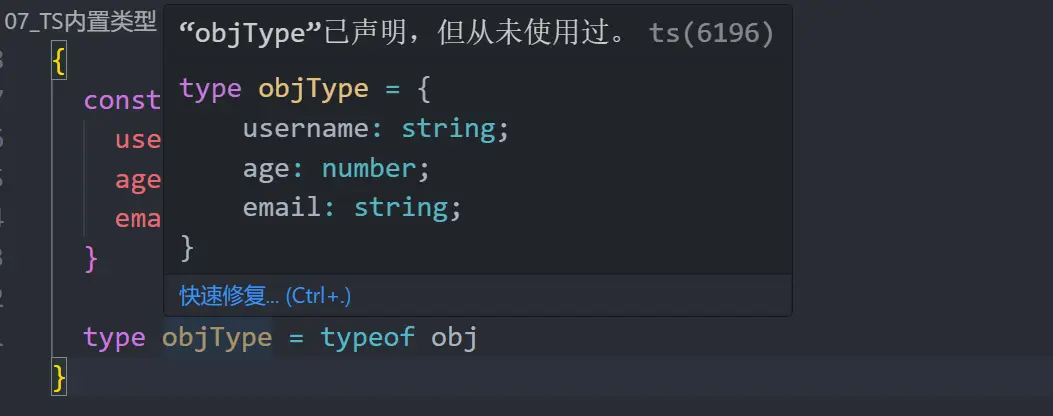 07_TS内置类型
“objType”已声明，但从未使用过。 ts(6196)
type objType = {
username: string;
age: number;
email: string;
}
快速修复... (Ctrl+.)
{
const
use
age
ema
}
type objType = typeof obj
}